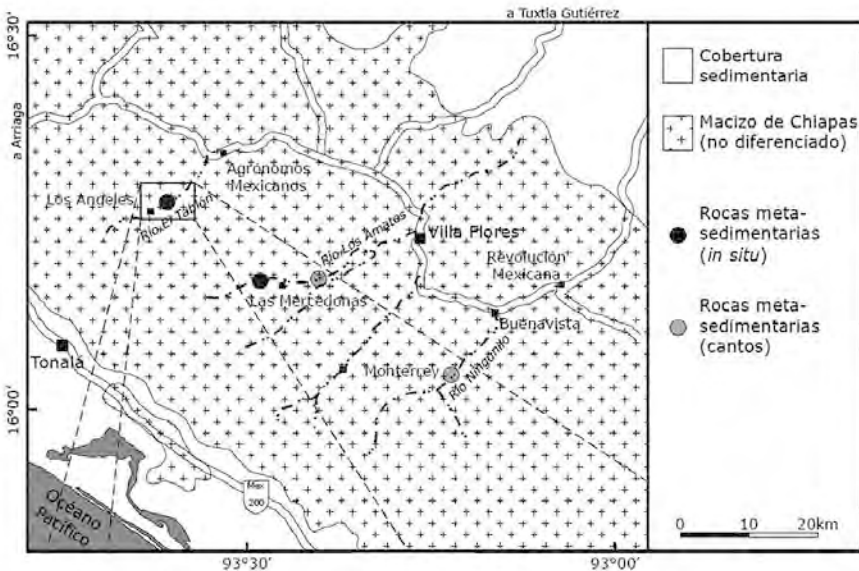 a Tuxtla Gutiérrez
16°30'
a Arriaga
Agrónomos
Mexicanos
Los Angeles
Río El Tablón
Río Los Amates
Villa Flores
Revolución
Mexicana
Las Mercedonas
Buenavista
Tonalá
Monterrey
Río Ningunilo
16°00'
Mex
200
Océano
Pacífico
93°30'
93°00'
Cobertura
sedimentaria
Macizo de Chiapas
(no diferenciado)
Rocas meta-
sedimentarias
(in situ)
Rocas meta-
sedimentarias
(cantos)
0 10 20km